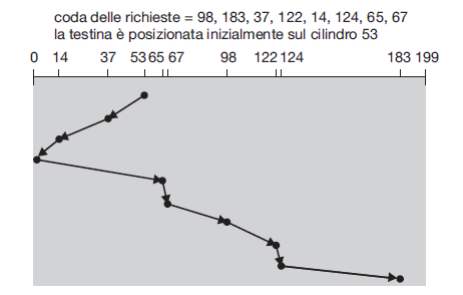 coda delle richieste = 98, 183, 37, 122, 14, 124, 65, 67
la testina è posizionata inizialmente sul cilindro 53
0 14 37 53 65 67 98 122 124 183 199